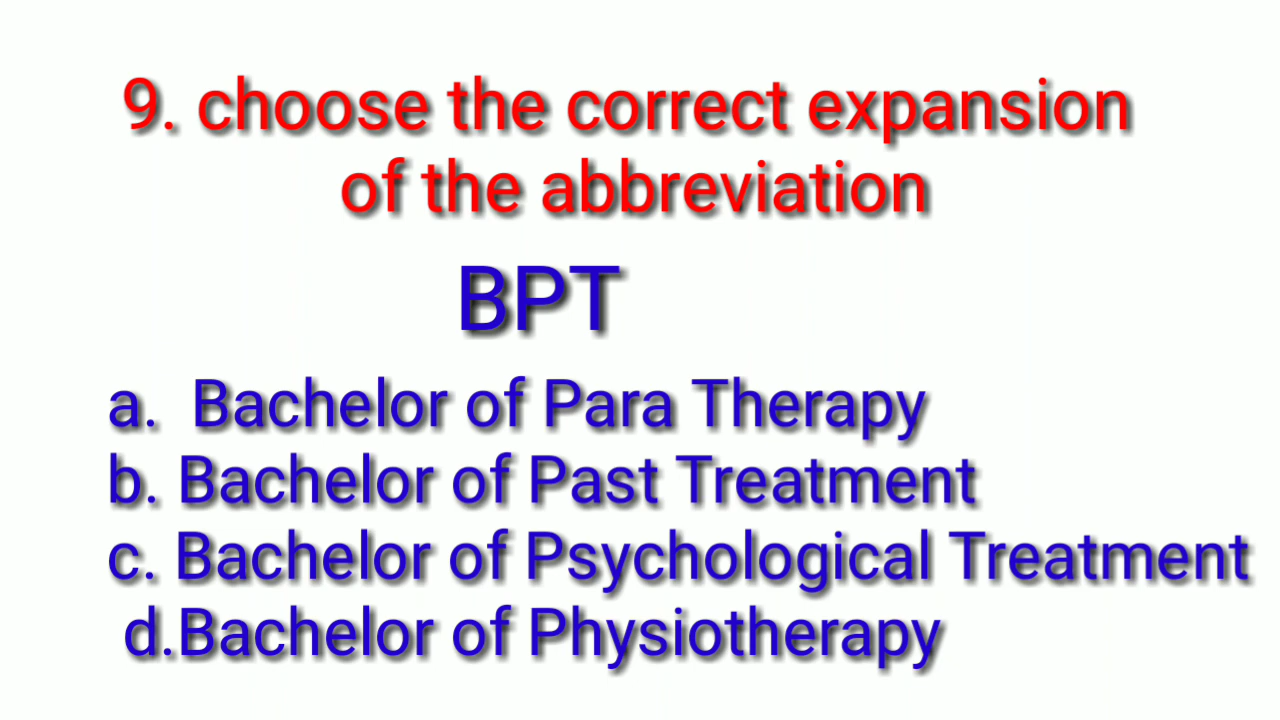 9. choose the correct expansion
of the abbreviation
BPT
a. Bachelor of Para Therapy
b. Bachelor of Past Treatment
c. Bachelor of Psychological Treatment
d.Bachelor of Physiotherapy